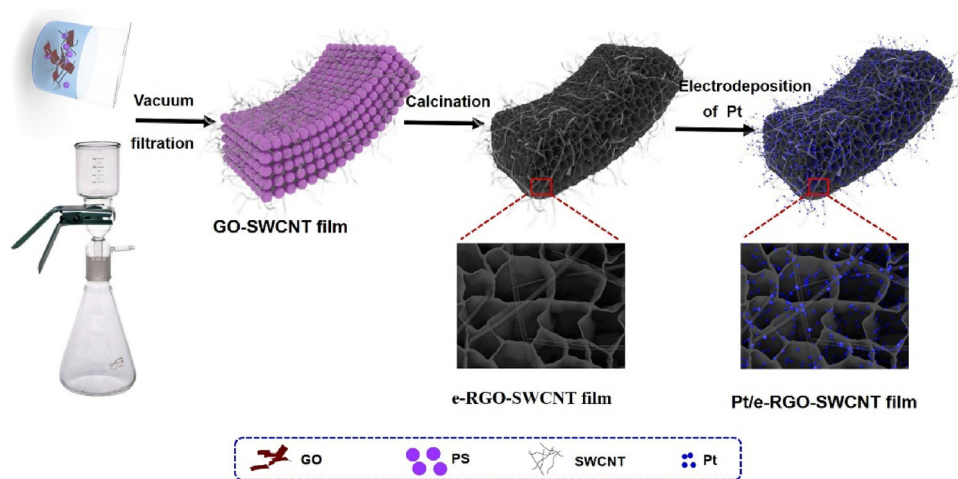 Vacuum
filtration
Calcination
Electrodeposition
of Pt
GO-SWCNT film
e-RGO-SWCNT film
Pt/e-RGO-SWCNT film
GO
PS
SWCNT
Pt